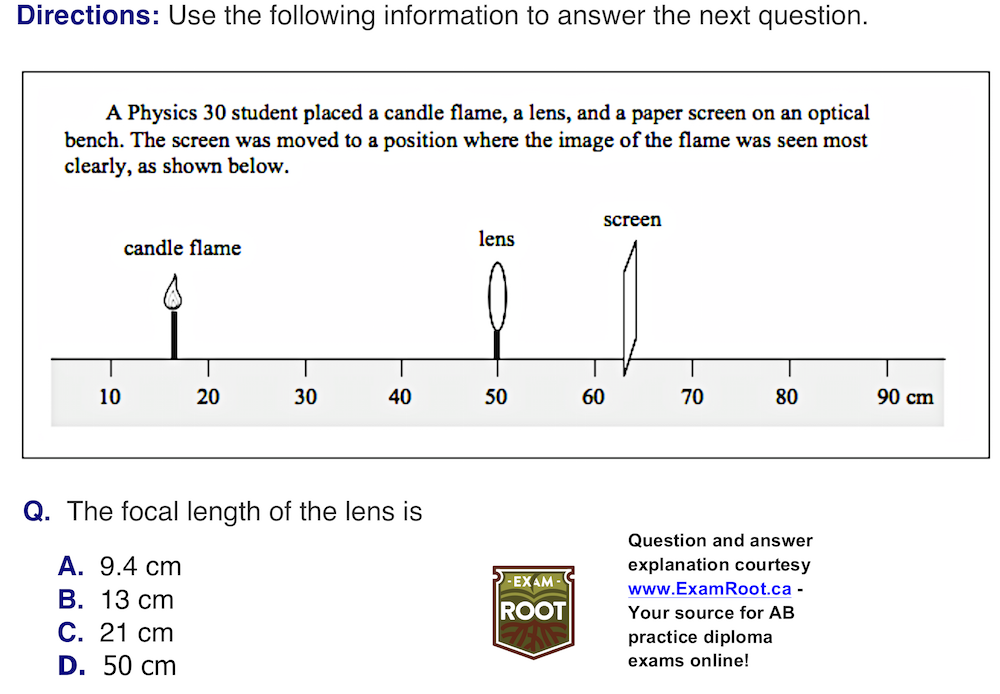 Directions: Use the following information to answer the next question.
A Physics 30 student placed a candle flame, a lens, and a paper screen on an optical
bench. The screen was moved to a position where the image of the flame was seen most
clearly, as shown below.
screen
lens
candle flame
10 20 30 40 50 60 70 80 90 cm
Q. The focal length of the lens is
A. 9.4 cm
B. 13 cm
C. 21 cm
D. 50 cm
-EXAM-
ROOT
Question and answer
explanation courtesy
www.ExamRoot.ca -
Your source for AB
practice diploma
exams online!